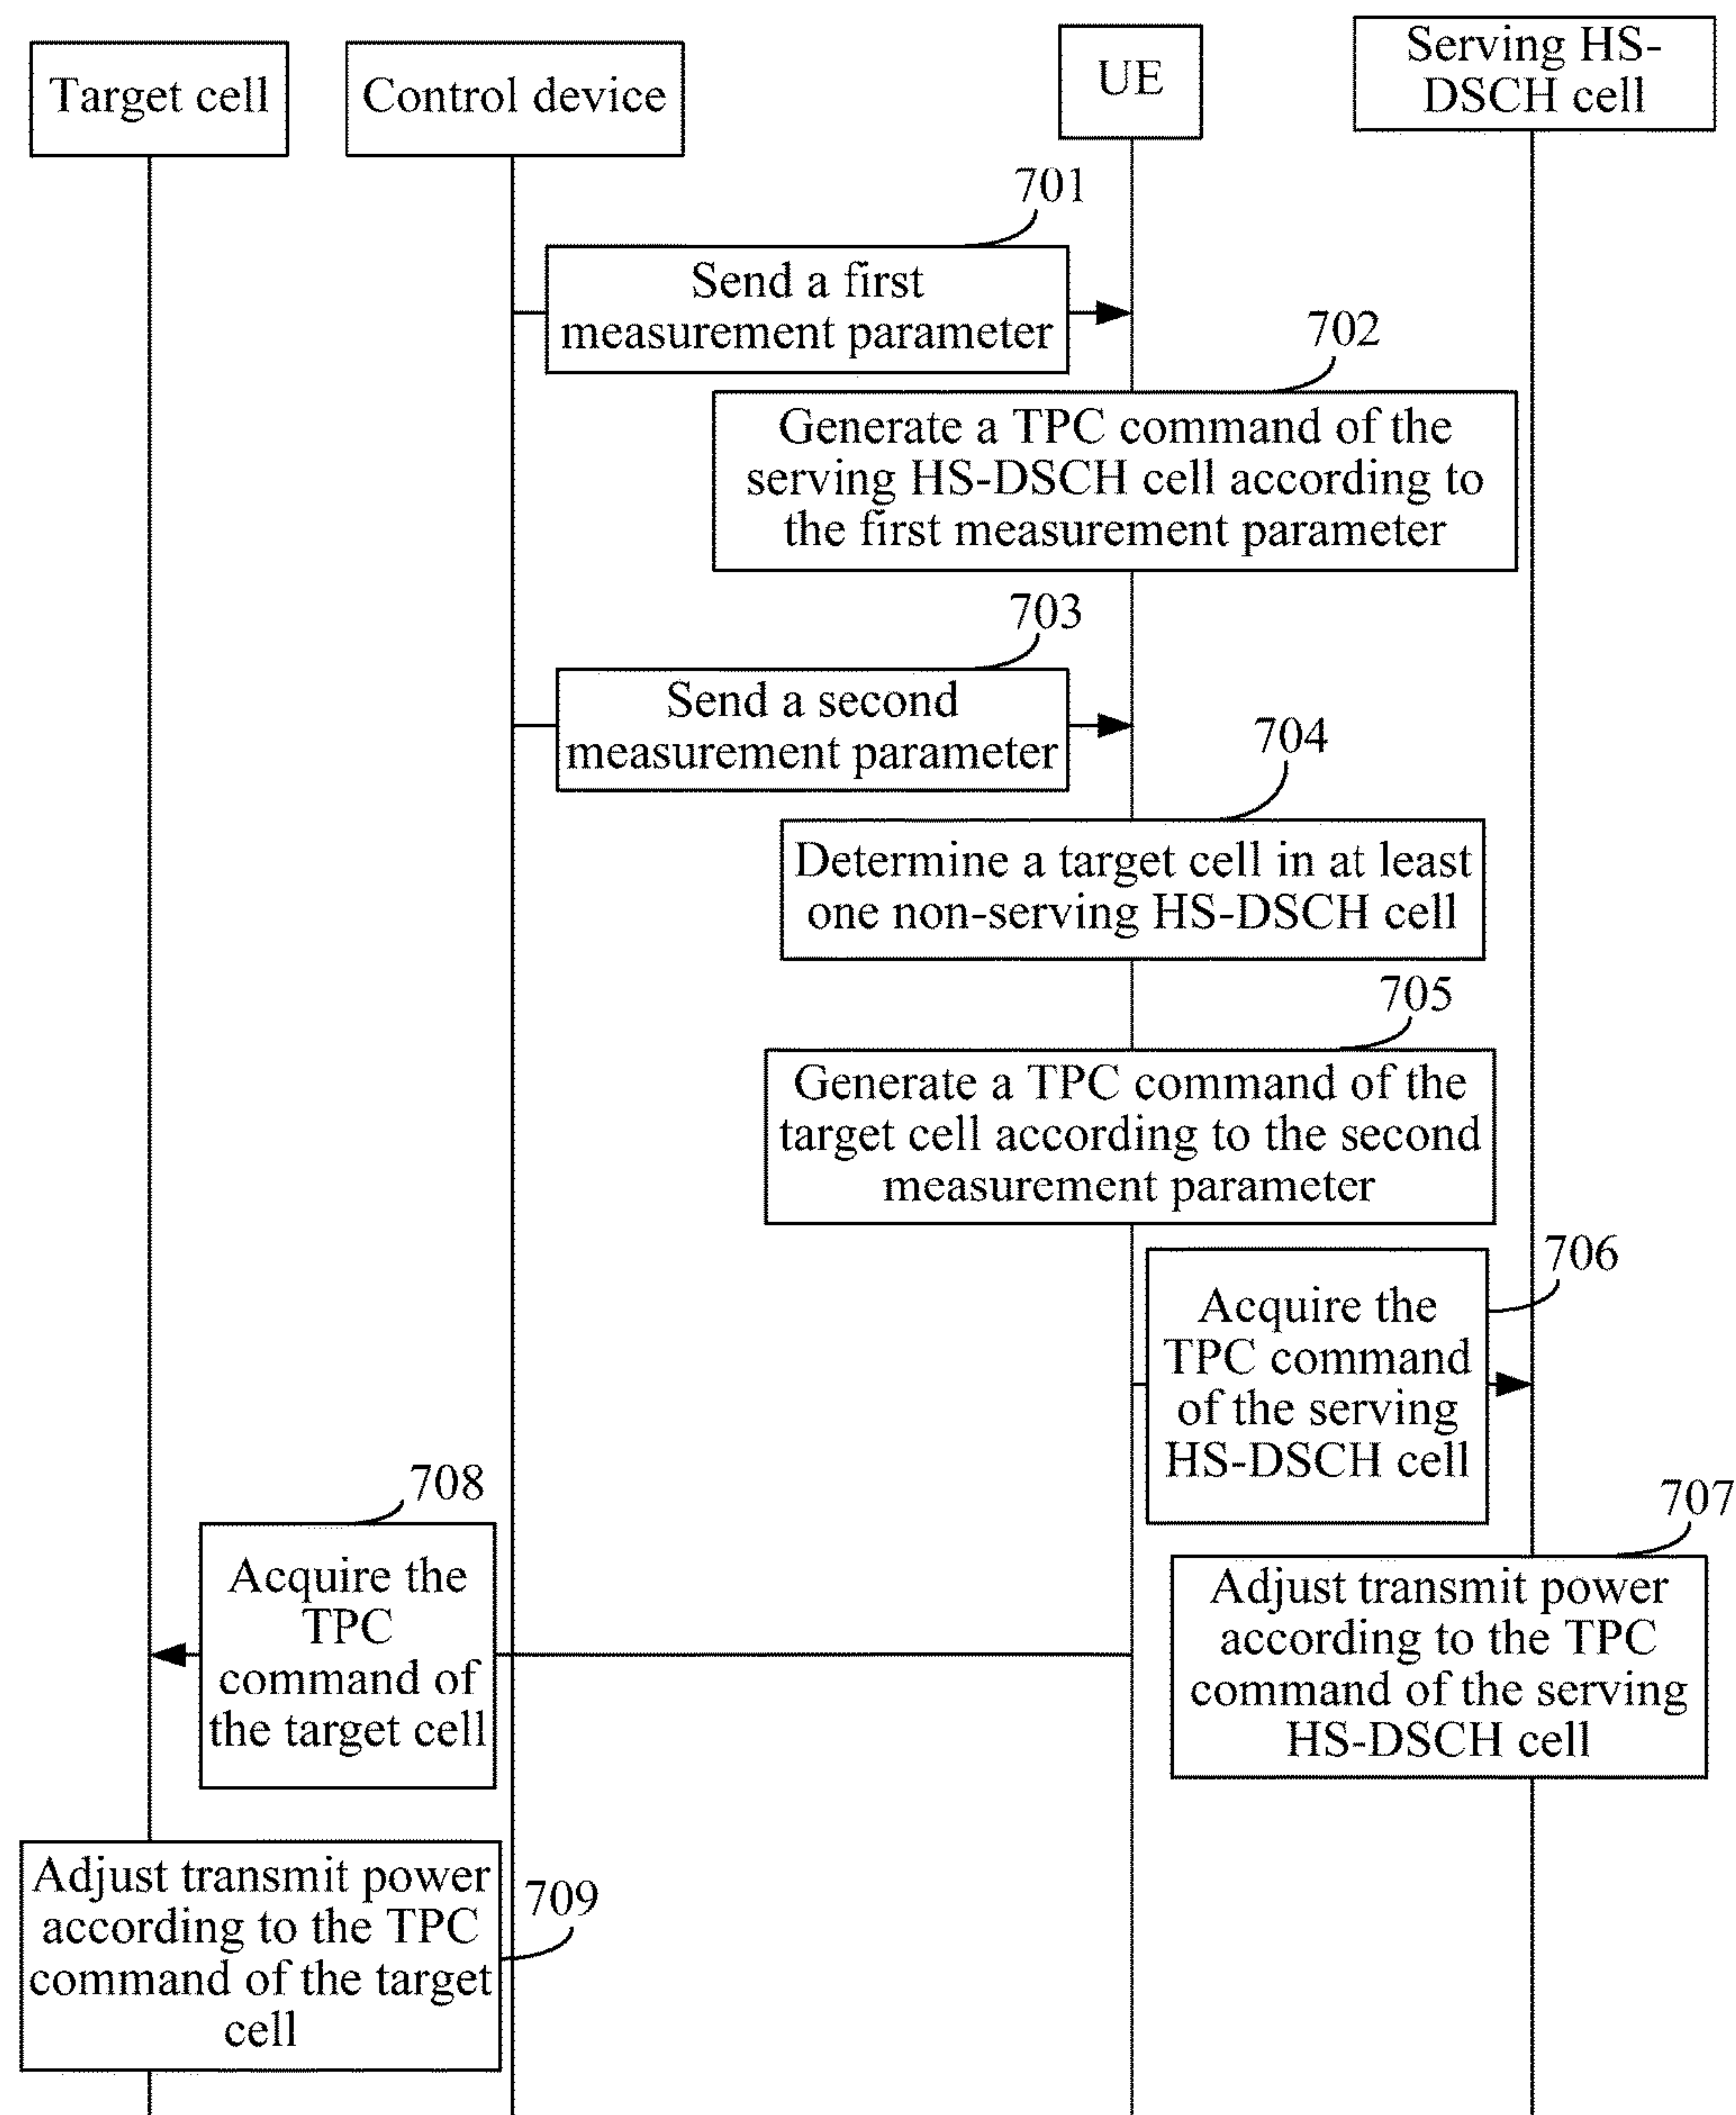 Target cell
Control device
UE
Serving HS-
DSCH cell
701
Send a first
measurement parameter
702
Generate a TPC command of the
serving HS-DSCH cell according to
the first measurement parameter
703
Send a second
measurement parameter
704
Determine a target cell in at least
one non-serving HS-DSCH cell
705
Generate a TPC command of the
target cell according to the second
measurement parameter
706
Acquire the
TPC command
of the serving
HS-DSCH cell
707
Adjust transmit power
according to the TPC
command of the serving
HS-DSCH cell
708
Acquire the
TPC
command of
the target cell
709
Adjust transmit power
according to the TPC
command of the target
cell